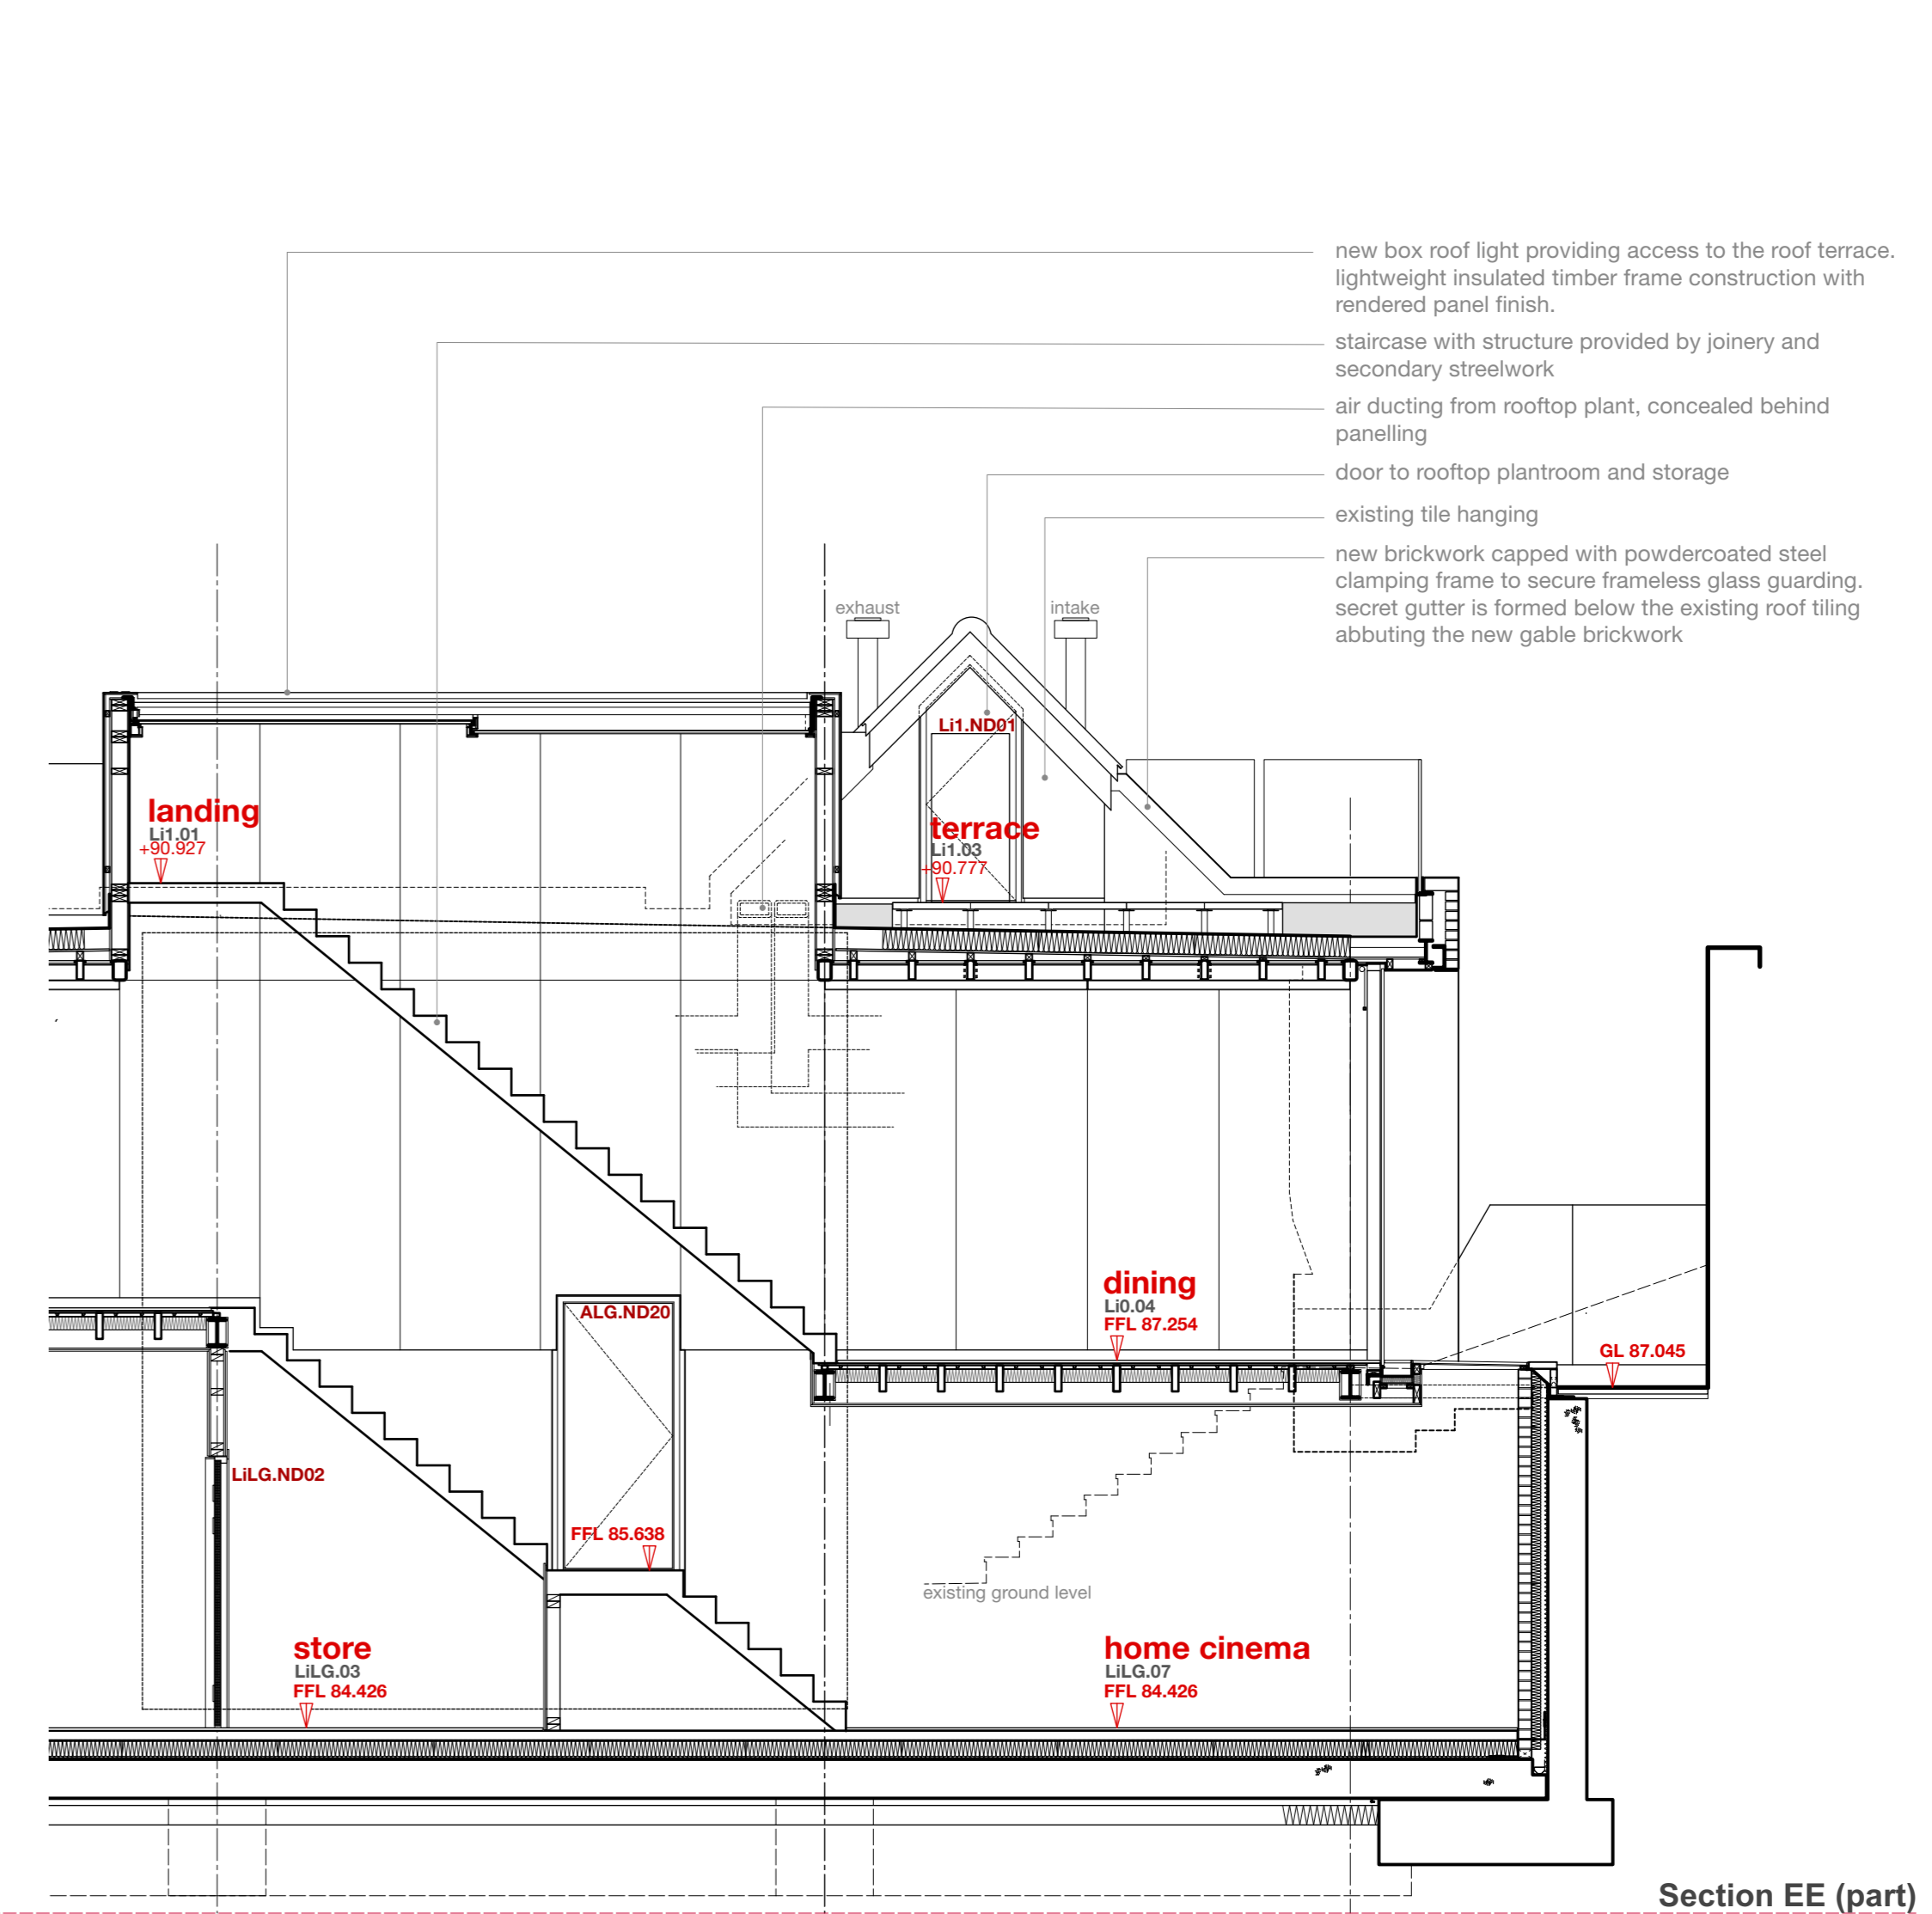 new box roof light providing access to the roof terrace.
lightweight insulated timber frame construction with
rendered panel finish.
staircase with structure provided by joinery and
secondary streelwork
air ducting from rooftop plant, concealed behind
panelling
door to rooftop plantroom and storage
existing tile hanging
new brickwork capped with powdercoated steel
clamping frame to secure frameless glass guarding.
secret gutter is formed below the existing roof tiling
abbuting the new gable brickwork
exhaust
intake
Li1.ND01
landing
Li1.01
+90.927
terrace
Li1.03
+90.777
dining
Li0.04
FFL 87.254
ALG.ND20
GL 87.045
LiLG.ND02
FFL 85.638
existing ground level
store
LiLG.03
FFL 84.426
home cinema
LiLG.07
FFL 84.426
Section EE (part)